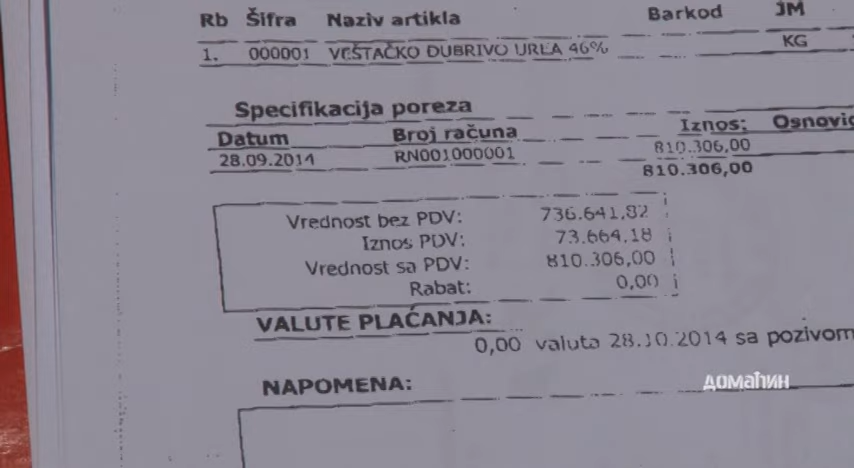 Rb Šifra Naziv artikla Barkod JM
1. 000001 VEŠTAČKO ĐUBRIVO UREA 46% KG
Specifikacija poreza
Datum Broj računa Iznos: Osnovic
28.09.2014 RN001000001 810.306,00
810.306,00
Vrednost bez PDV: 736.641,82
Iznos PDV: 73.664,18
Vrednost sa PDV: 810.306,00
Rabat: 0,00
VALUTE PLAĆANJA:
0,00 valuta 28.10.2014 sa pozivom
NAPOMENA:
домаћин